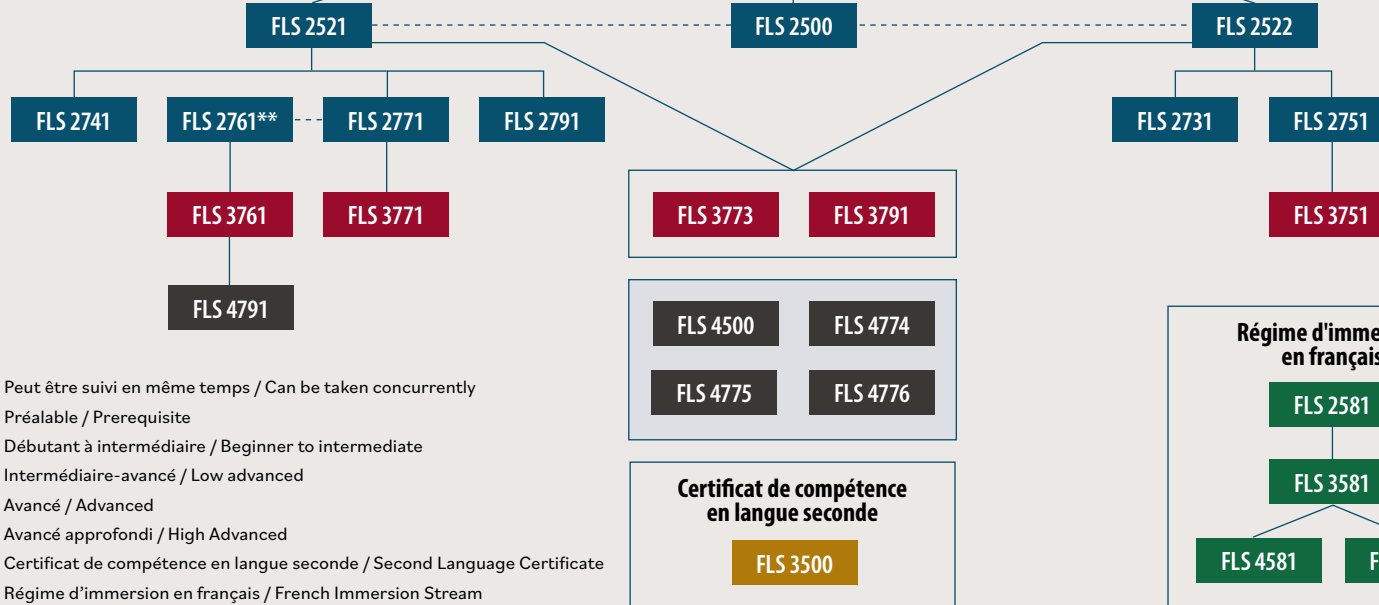 FLS 2521
FLS 2500
FLS 2522
FLS 2741
FLS 2761**
FLS 2771
FLS 2791
FLS 2731
FLS 2751
FLS 3761
FLS 3771
FLS 3773
FLS 3791
FLS 3751
FLS 4791
FLS 4500
FLS 4774
FLS 4775
FLS 4776
Peut être suivi en même temps / Can be taken concurrently
Préalable / Prerequisite
Débutant à intermédiaire / Beginner to intermediate
Intermédiaire-avancé / Low advanced
Avancé / Advanced
Avancé approfondi / High Advanced
Certificat de compétence en langue seconde / Second Language Certificate
Régime d’immersion en français / French Immersion Stream
Certificat de compétence
en langue seconde
FLS 3500
Régime d'imme
en français
FLS 2581
FLS 3581
FLS 4581
F